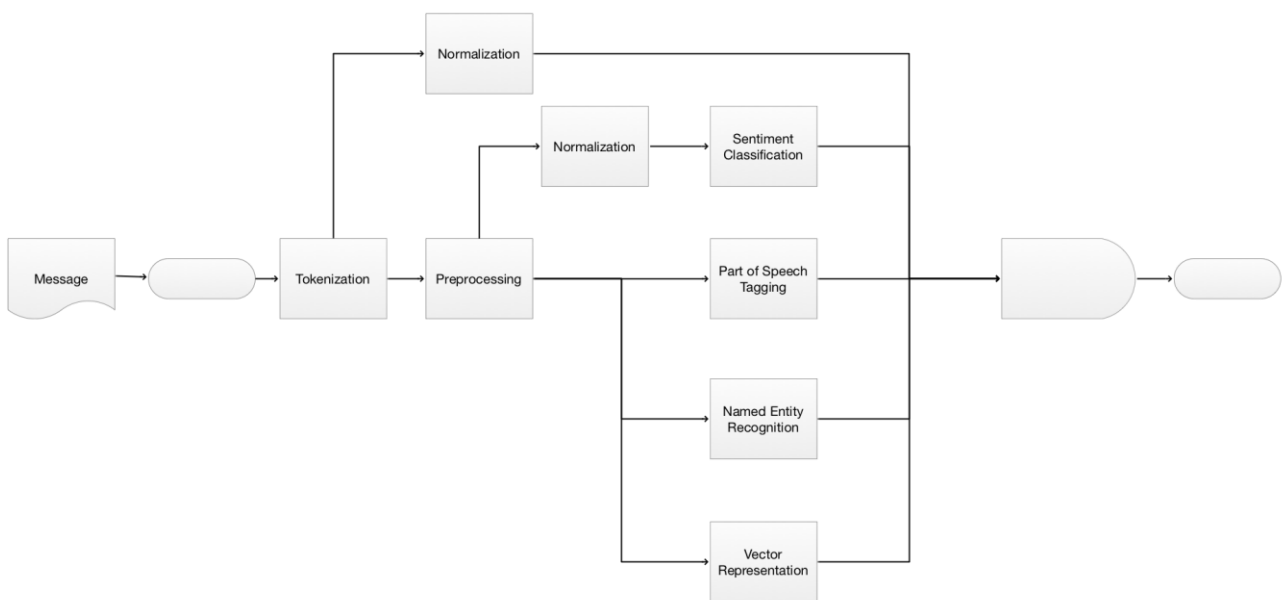 Normalization
Normalization
Sentiment
Classification
Message
Tokenization
Preprocessing
Part of Speech
Tagging
Named Entity
Recognition
Vector
Representation